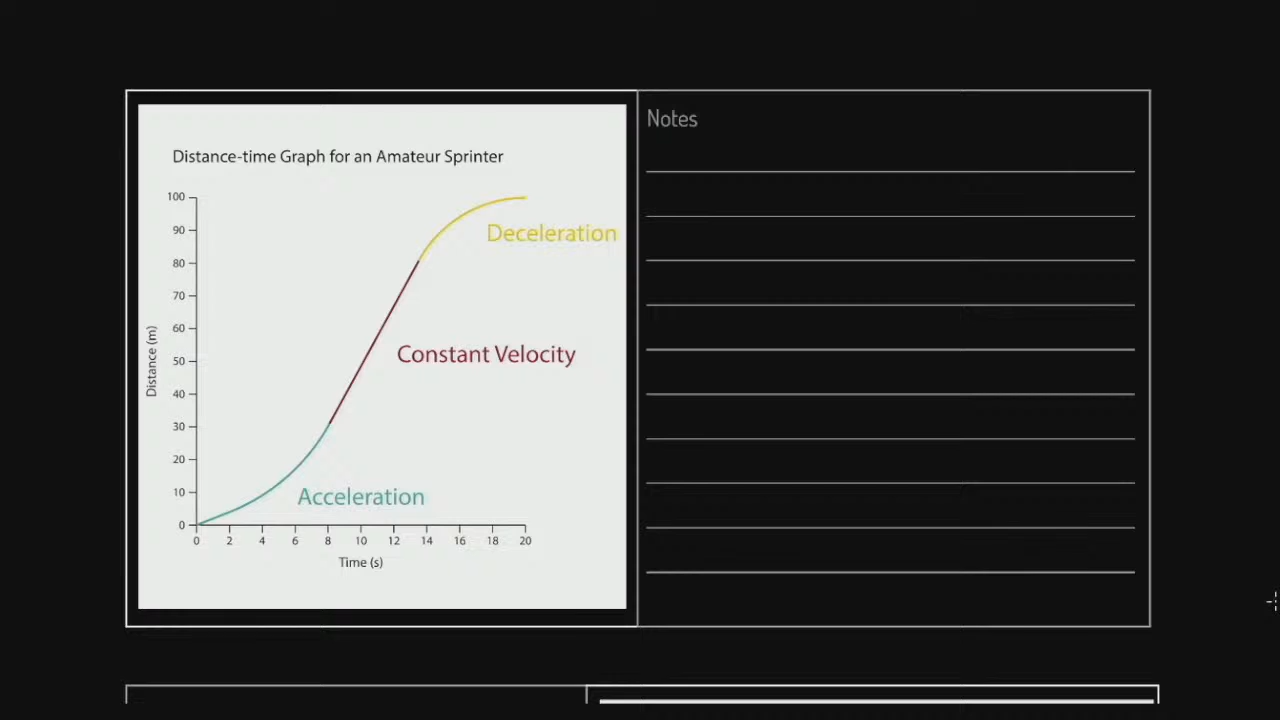 Notes
Distance-time Graph for an Amateur Sprinter
100
90
80
70
60
50
40
30
20
10
0
Distance (m)
Deceleration
Constant Velocity
Acceleration
0 2 4 6 8 10 12 14 16 18 20
Time (s)